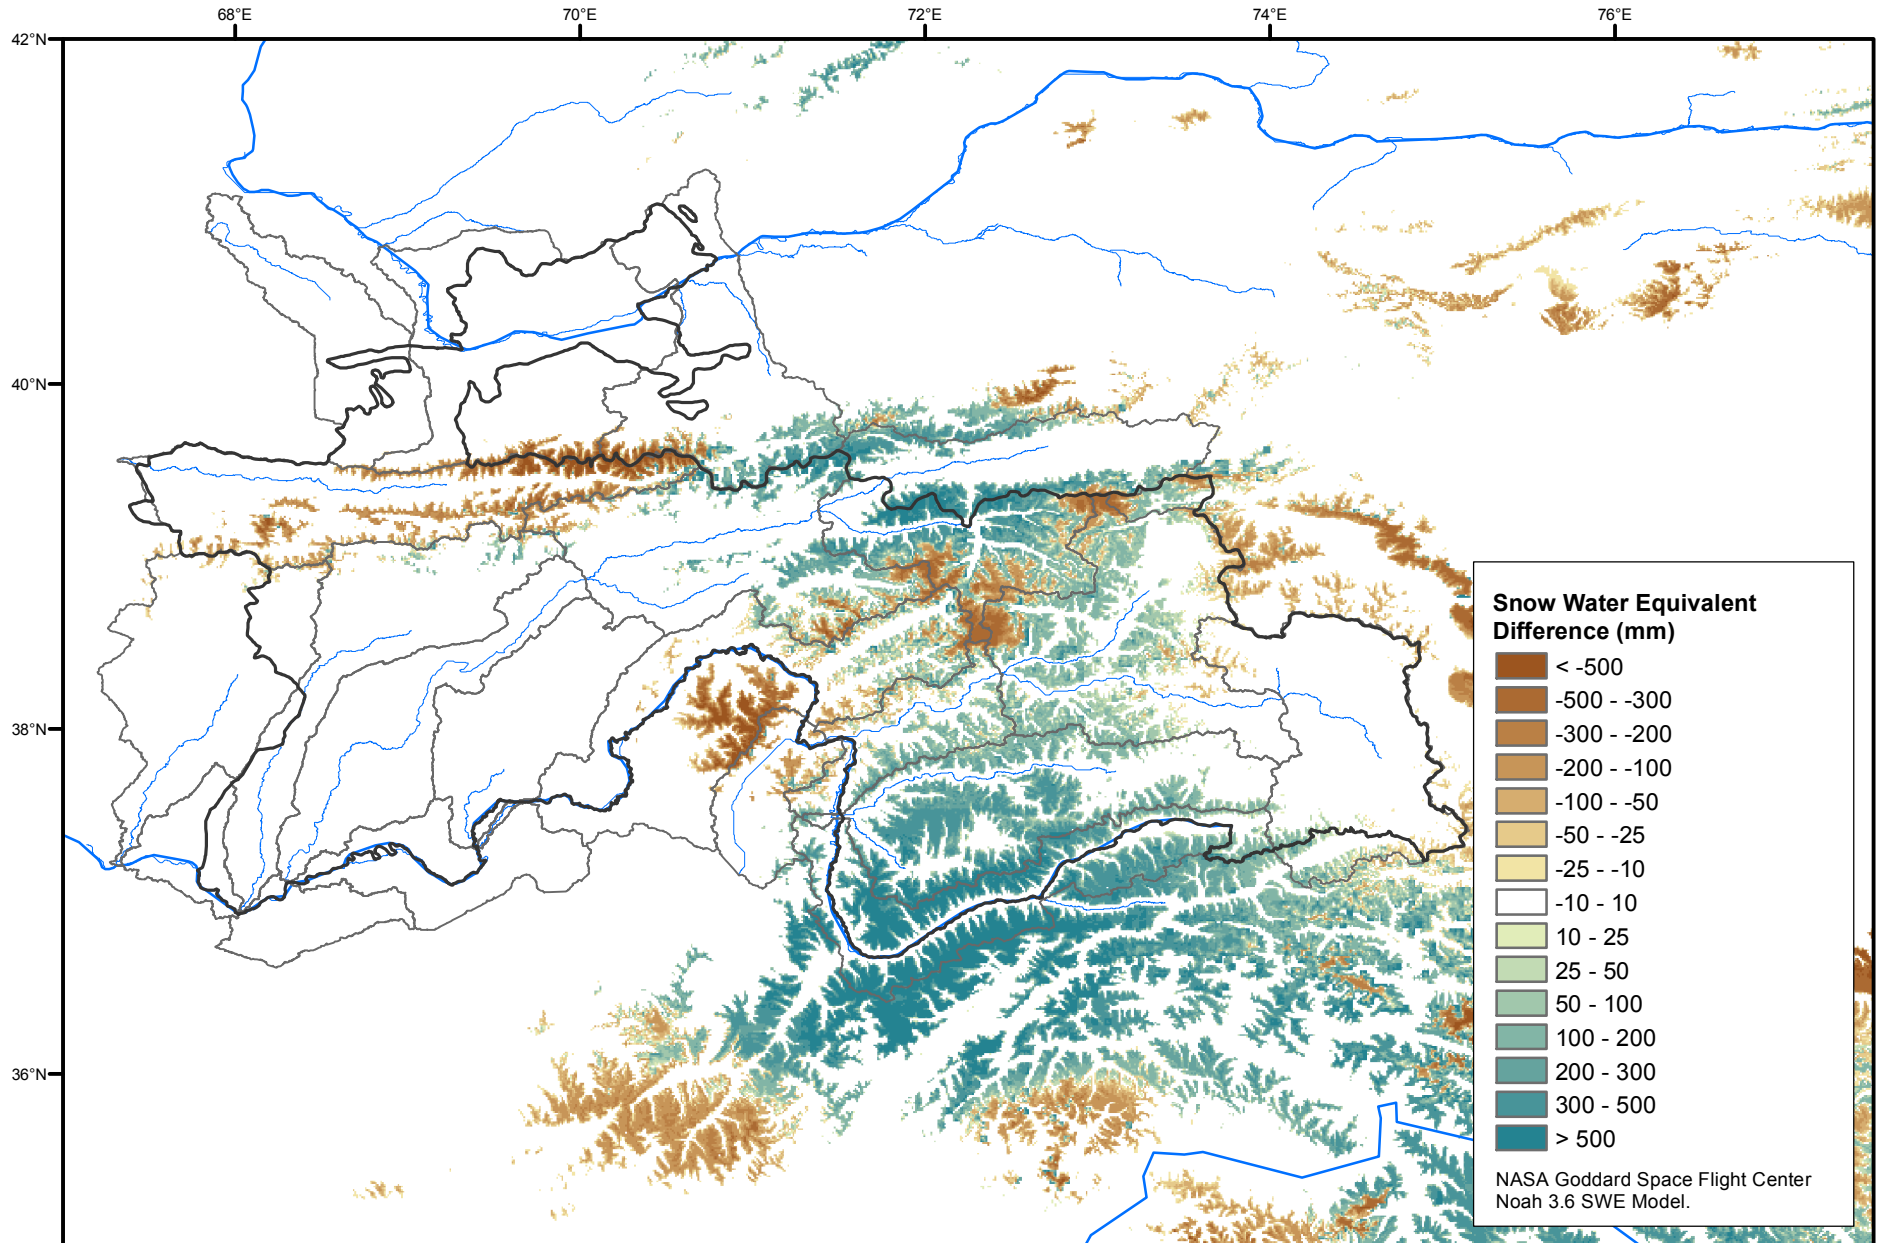 68°E 70°E 72°E 74°E 76°E
42°N
40°N
38°N
36°N
Snow Water Equivalent
Difference (mm)
< -500
-500 - -300
-300 - -200
-200 - -100
-100 - -50
-50 - -25
-25 - -10
-10 - 10
10 - 25
25 - 50
50 - 100
100 - 200
200 - 300
300 - 500
> 500
NASA Goddard Space Flight Center
Noah 3.6 SWE Model.